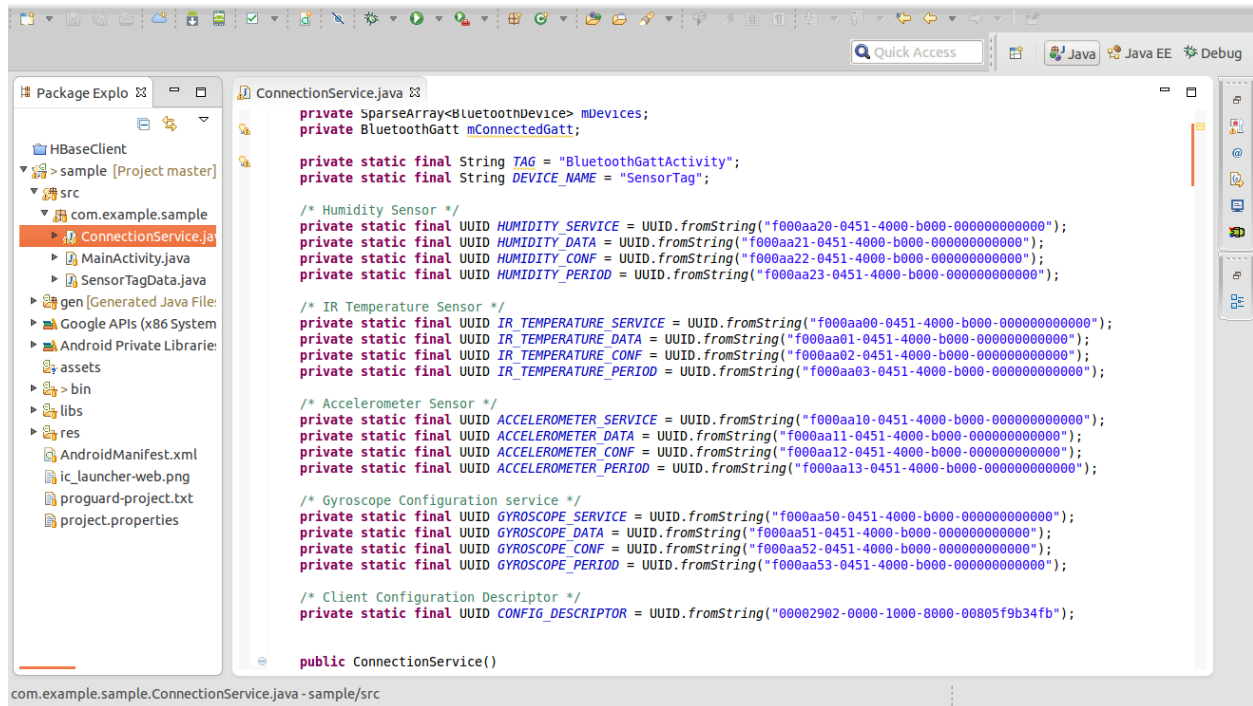 Quick Access
Java
Java EE
Debug
Package Explo
HBaseClient
> sample [Project master]
src
com.example.sample
ConnectionService.jav
MainActivity.java
SensorTagData.java
gen [Generated Java Files
Google APIs (x86 System
Android Private Libraries
assets
> bin
libs
res
AndroidManifest.xml
ic_launcher-web.png
proguard-project.txt
project.properties
ConnectionService.java
private SparseArray<BluetoothDevice> mDevices;
private BluetoothGatt mConnectedGatt;
private static final String TAG = "BluetoothGattActivity";
private static final String DEVICE_NAME = "SensorTag";
/* Humidity Sensor */
private static final UUID HUMIDITY_SERVICE = UUID.fromString("f000aa20-0451-4000-b000-000000000000");
private static final UUID HUMIDITY_DATA = UUID.fromString("f000aa21-0451-4000-b000-000000000000");
private static final UUID HUMIDITY_CONF = UUID.fromString("f000aa22-0451-4000-b000-000000000000");
private static final UUID HUMIDITY_PERIOD = UUID.fromString("f000aa23-0451-4000-b000-000000000000");
/* IR Temperature Sensor */
private static final UUID IR_TEMPERATURE_SERVICE = UUID.fromString("f000aa00-0451-4000-b000-000000000000");
private static final UUID IR_TEMPERATURE_DATA = UUID.fromString("f000aa01-0451-4000-b000-000000000000");
private static final UUID IR_TEMPERATURE_CONF = UUID.fromString("f000aa02-0451-4000-b000-000000000000");
private static final UUID IR_TEMPERATURE_PERIOD = UUID.fromString("f000aa03-0451-4000-b000-000000000000");
/* Accelerometer Sensor */
private static final UUID ACCELEROMETER_SERVICE = UUID.fromString("f000aa10-0451-4000-b000-000000000000");
private static final UUID ACCELEROMETER_DATA = UUID.fromString("f000aa11-0451-4000-b000-000000000000");
private static final UUID ACCELEROMETER_CONF = UUID.fromString("f000aa12-0451-4000-b000-000000000000");
private static final UUID ACCELEROMETER_PERIOD = UUID.fromString("f000aa13-0451-4000-b000-000000000000");
/* Gyroscope Configuration service */
private static final UUID GYROSCOPE_SERVICE = UUID.fromString("f000aa50-0451-4000-b000-000000000000");
private static final UUID GYROSCOPE_DATA = UUID.fromString("f000aa51-0451-4000-b000-000000000000");
private static final UUID GYROSCOPE_CONF = UUID.fromString("f000aa52-0451-4000-b000-000000000000");
private static final UUID GYROSCOPE_PERIOD = UUID.fromString("f000aa53-0451-4000-b000-000000000000");
/* Client Configuration Descriptor */
private static final UUID CONFIG_DESCRIPTOR = UUID.fromString("00002902-0000-1000-8000-00805f9b34fb");
public ConnectionService()
com.example.sample.ConnectionService.java - sample/src